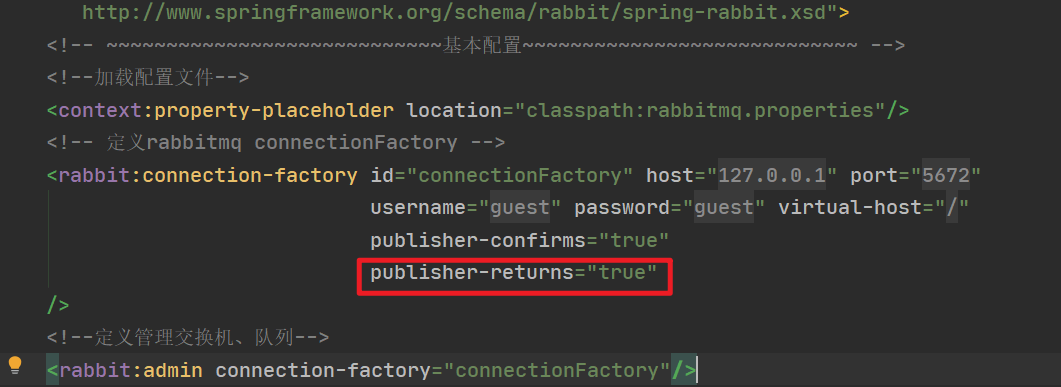 http://www.springframework.org/schema/rabbit/spring-rabbit.xsd">
<!-- ~~~~~~~~~~~~~~~~~~~~~~~~~~~~基本配置~~~~~~~~~~~~~~~~~~~~~~~~~~~~ -->
<!--加载配置文件-->
<context:property-placeholder location="classpath:rabbitmq.properties"/>
<!-- 定义rabbitmq connectionFactory -->
<rabbit:connection-factory id="connectionFactory" host="127.0.0.1" port="5672"
username="guest" password="guest" virtual-host="/"
publisher-confirms="true"
publisher-returns="true"
/>
<!--定义管理交换机、队列-->
<rabbit:admin connection-factory="connectionFactory"/>